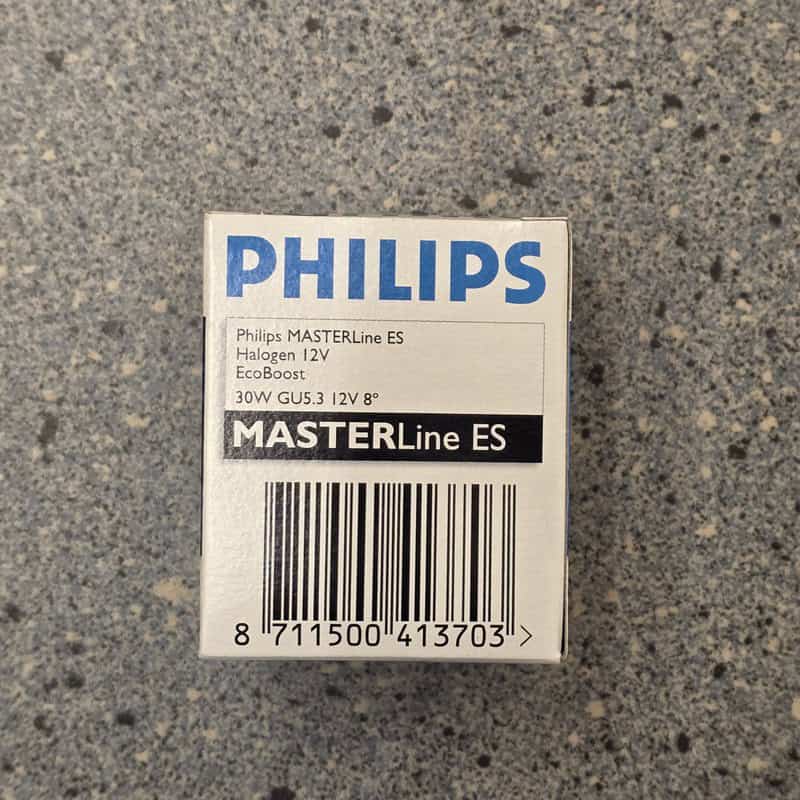 PHILIPS
Philips MASTERLine ES
Halogen 12V
EcoBoost
30W GU5.3 12V 8°
MASTERLine ES
8 711500 413703 >